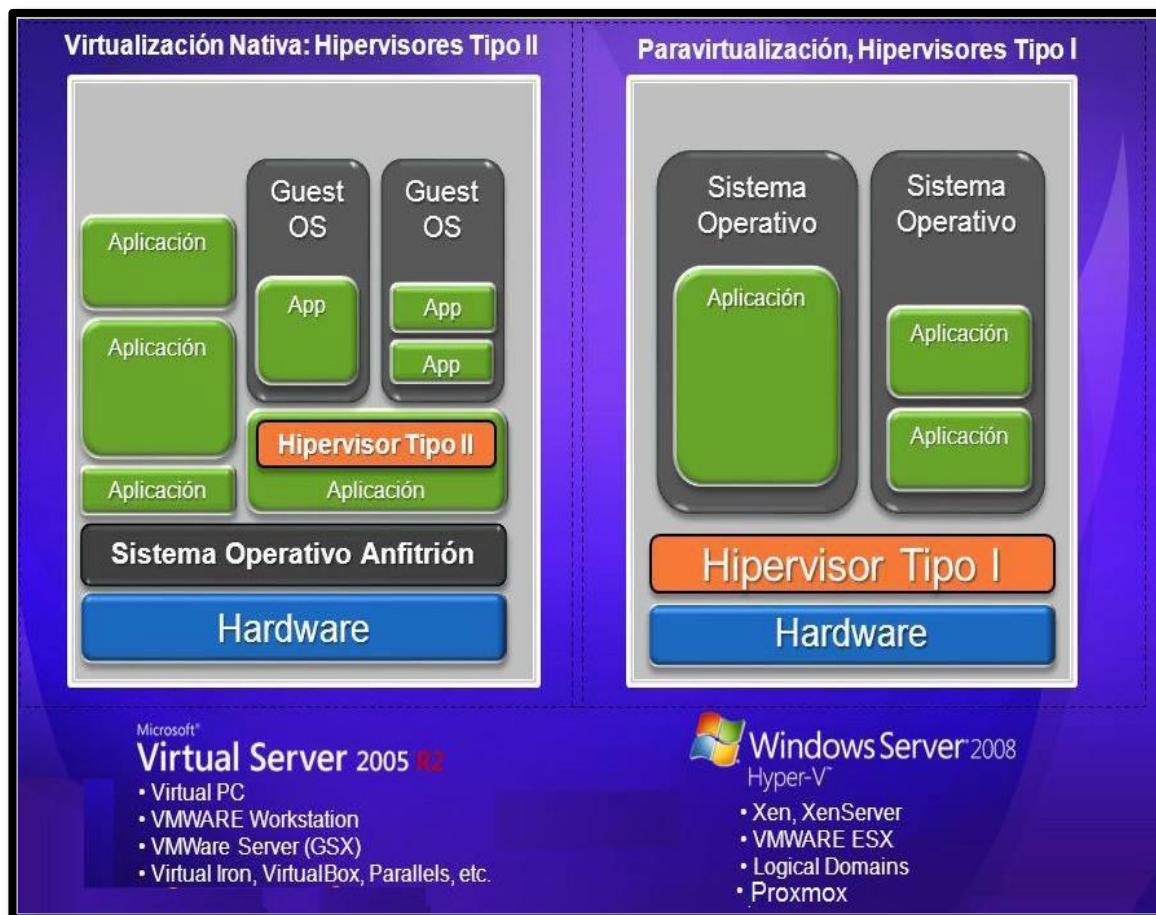 Virtualización Nativa: Hipervisores Tipo II
Guest
OS
Guest
OS
Aplicación
App
App
Aplicación
App
Hipervisor Tipo II
Aplicación
Aplicación
Sistema Operativo Anfitrión
Hardware
Microsoft®
Virtual Server 2005 R2
• Virtual PC
• VMWARE Workstation
• VMWare Server (GSX)
• Virtual Iron, VirtualBox, Parallels, etc.
Paravirtualización, Hipervisores Tipo I
Sistema
Operativo
Sistema
Operativo
Aplicación
Aplicación
Aplicación
Hipervisor Tipo I
Hardware
Windows Server® 2008
Hyper-V™
• Xen, XenServer
• VMWARE ESX
• Logical Domains
• Proxmox